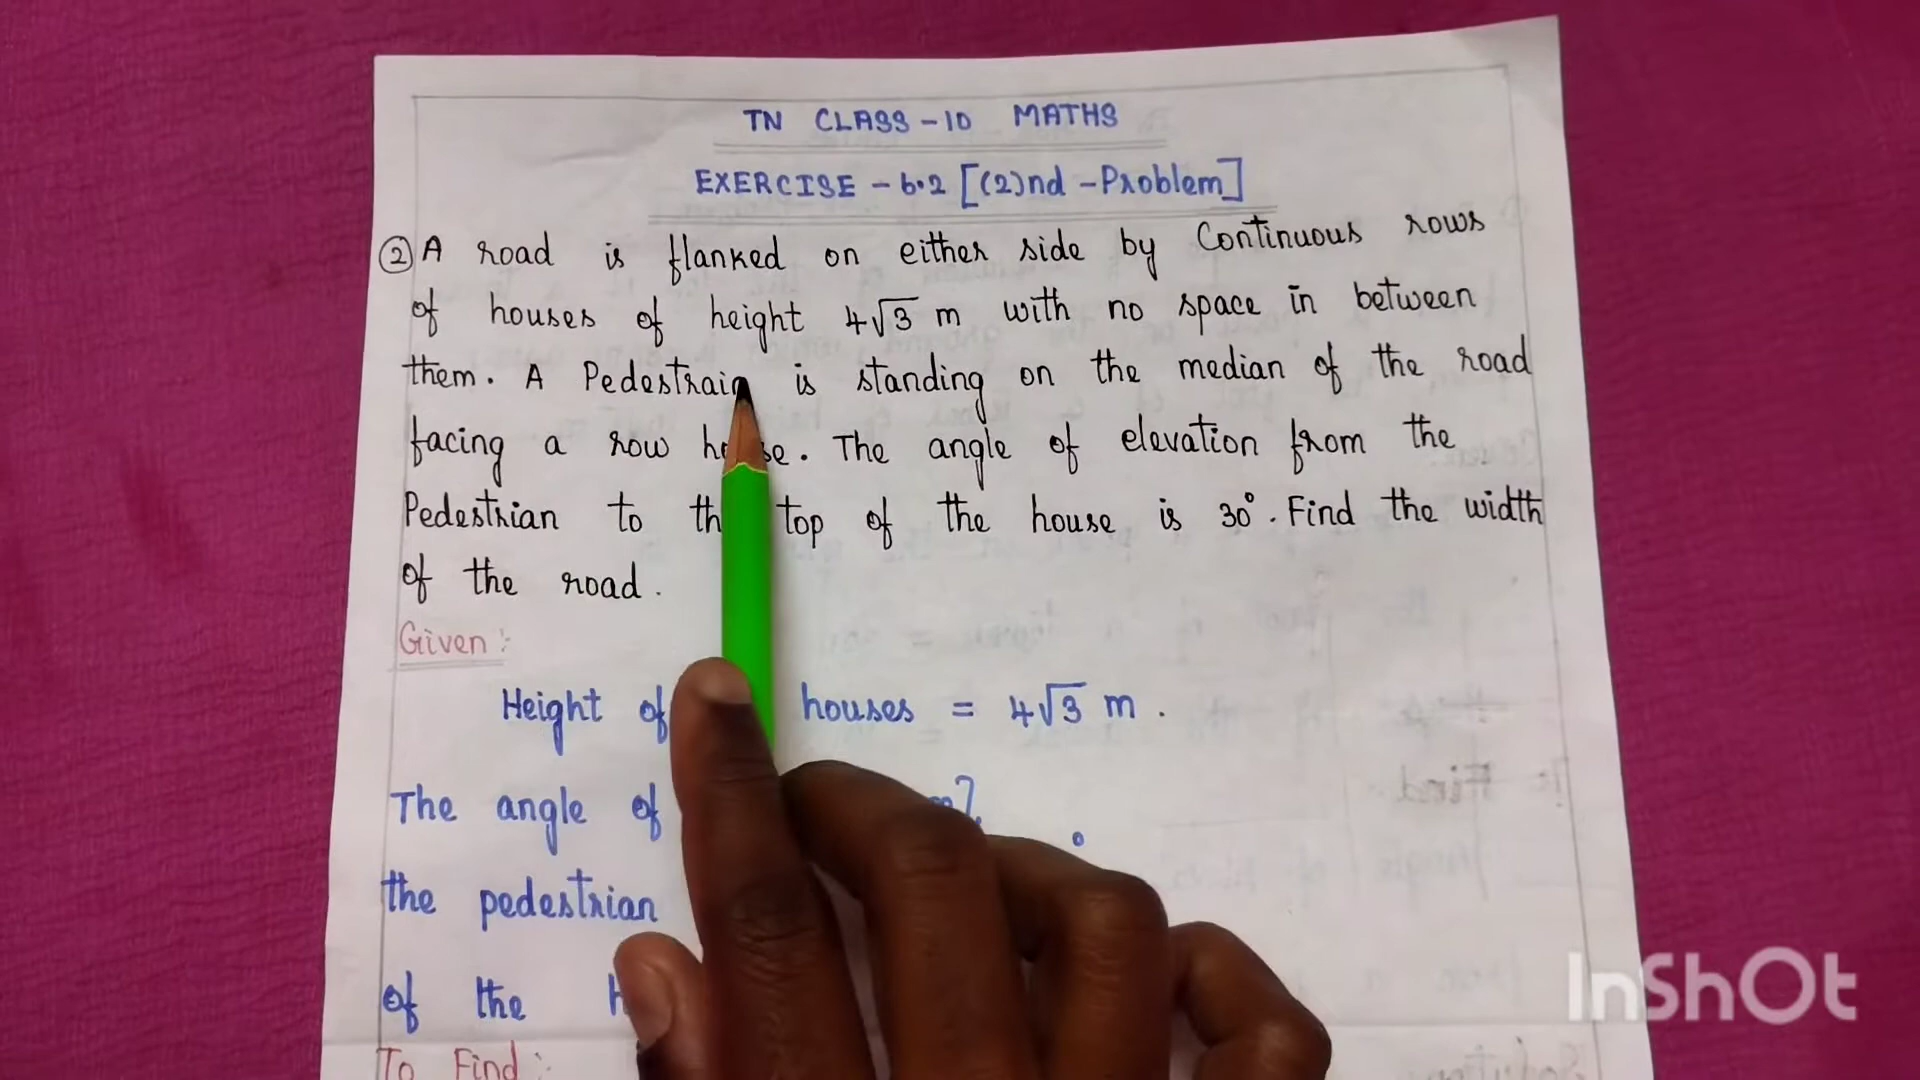 TN CLASS-10 MATHS
EXERCISE - 6.2 [(2)nd - Problem]
② A road is flanked on either side by Continuous rows
of houses of height 4√3 m with no space in between
them. A Pedestrain is standing on the median of the road
facing a row house. The angle of elevation from the
Pedestrian to the top of the house is 30°. Find the width
of the road.
Given:
Height of houses = 4√3 m.
The angle of
the pedestrian
of the
To Find:
InShOt